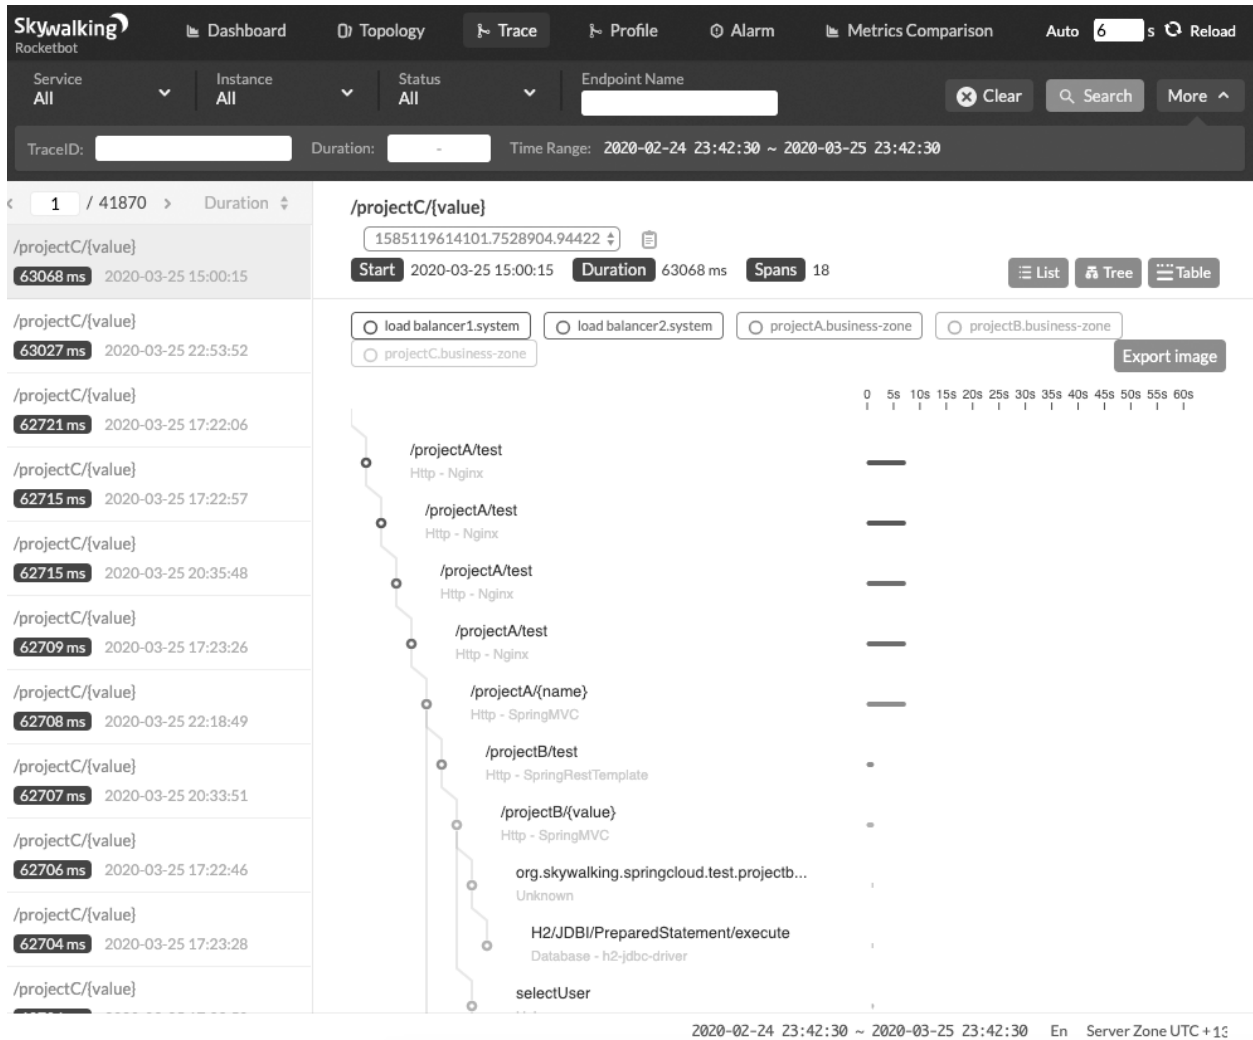 Skywalking
Rocketbot
Dashboard Topology Trace Profile Alarm Metrics Comparison Auto 6 s Reload
Service Instance Status Endpoint Name
All All All
Clear Search More
TraceID: Duration: - Time Range: 2020-02-24 23:42:30 ~ 2020-03-25 23:42:30
< 1 / 41870 > Duration
/projectC/{value}
63068 ms 2020-03-25 15:00:15
/projectC/{value}
63027 ms 2020-03-25 22:53:52
/projectC/{value}
62721 ms 2020-03-25 17:22:06
/projectC/{value}
62715 ms 2020-03-25 17:22:57
/projectC/{value}
62715 ms 2020-03-25 20:35:48
/projectC/{value}
62709 ms 2020-03-25 17:23:26
/projectC/{value}
62708 ms 2020-03-25 22:18:49
/projectC/{value}
62707 ms 2020-03-25 20:33:51
/projectC/{value}
62706 ms 2020-03-25 17:22:46
/projectC/{value}
62704 ms 2020-03-25 17:23:28
/projectC/{value}
/projectC/{value}
1585119614101.7528904.94422
Start 2020-03-25 15:00:15 Duration 63068 ms Spans 18
List Tree Table
load balancer1.system load balancer2.system projectA.business-zone projectB.business-zone
projectC.business-zone
Export image
0 5s 10s 15s 20s 25s 30s 35s 40s 45s 50s 55s 60s
/projectA/test
Http - Nginx
/projectA/test
Http - Nginx
/projectA/test
Http - Nginx
/projectA/test
Http - Nginx
/projectA/{name}
Http - SpringMVC
/projectB/test
Http - SpringRestTemplate
/projectB/{value}
Http - SpringMVC
org.skywalking.springcloud.test.projectb...
Unknown
H2/JDBI/PreparedStatement/execute
Database - h2-jdbc-driver
selectUser
2020-02-24 23:42:30 ~ 2020-03-25 23:42:30 En Server Zone UTC +13